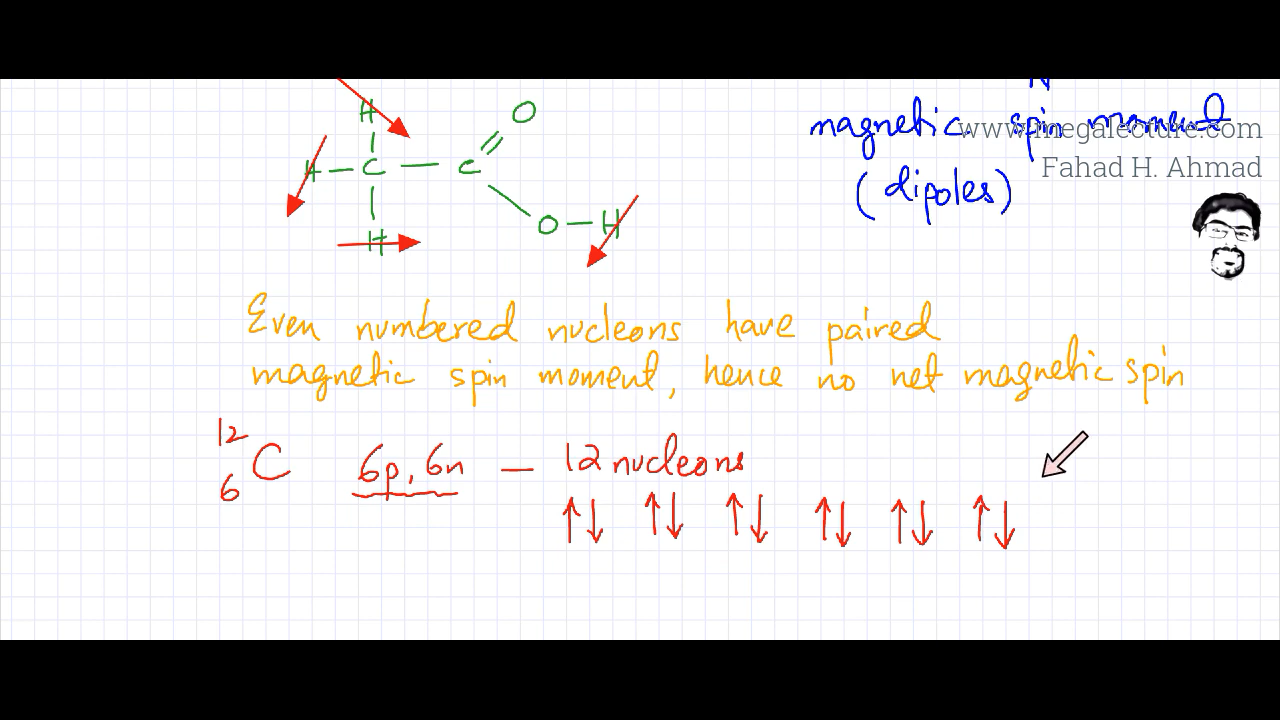 H
O
H — C — C
H
O — H
magnetic spin moment
(dipoles)
www.megalecture.com
Fahad H. Ahmad
Even numbered nucleons have paired
magnetic spin moment, hence no net magnetic spin
12
6
C
6p, 6n — 12 nucleons